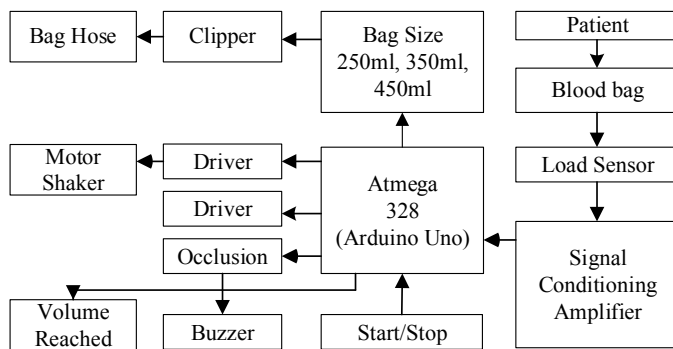 Bag Hose
Clipper
Bag Size
250ml, 350ml,
450ml
Patient
Blood bag
Motor
Shaker
Driver
Atmega
328
(Arduino Uno)
Load Sensor
Driver
Occlusion
Signal
Conditioning
Amplifier
Volume
Reached
Buzzer
Start/Stop